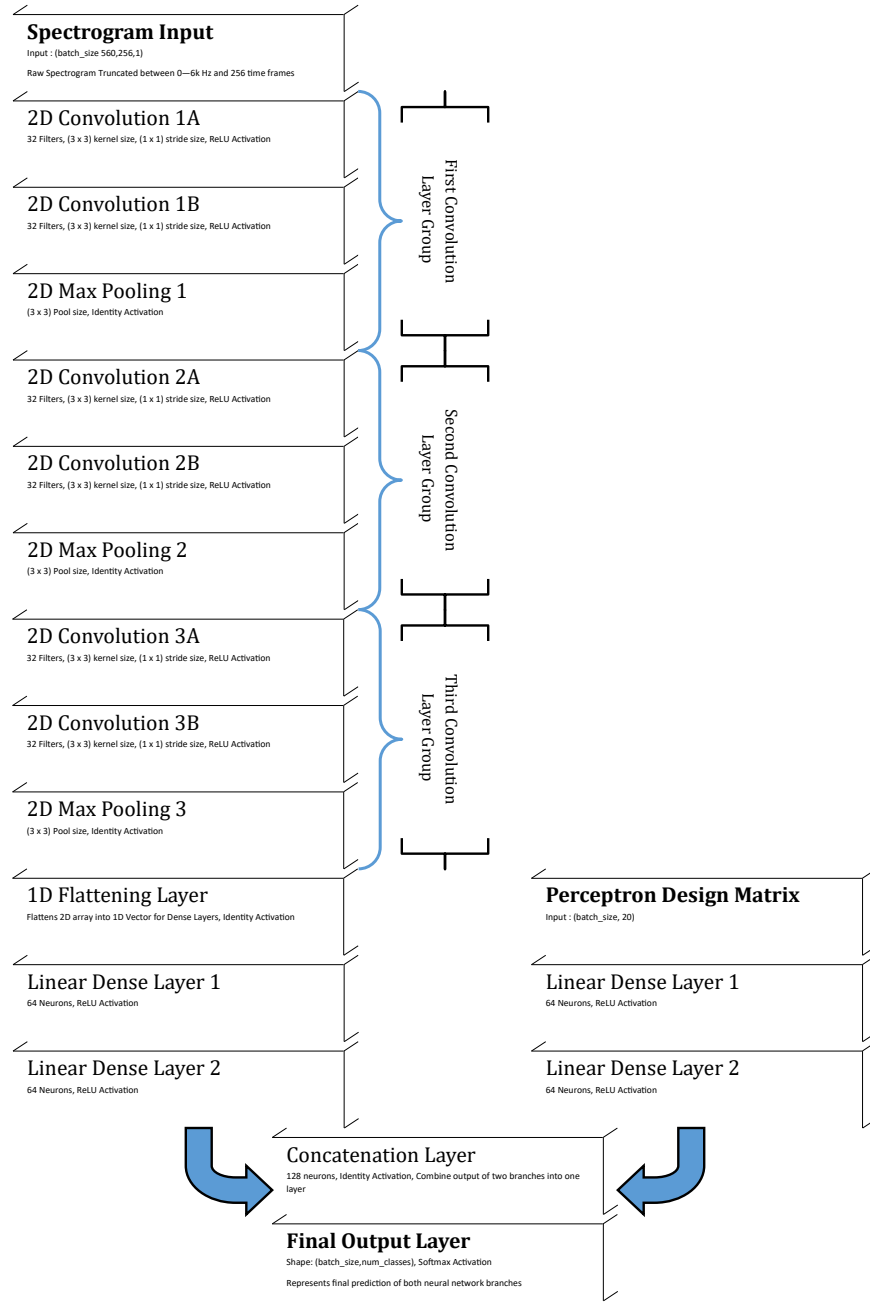 Spectrogram Input
Input : (batch_size 560,256,1)
Raw Spectrogram Truncated between 0—6k Hz and 256 time frames
2D Convolution 1A
32 Filters, (3 x 3) kernel size, (1 x 1) stride size, ReLU Activation
2D Convolution 1B
32 Filters, (3 x 3) kernel size, (1 x 1) stride size, ReLU Activation
2D Max Pooling 1
(3 x 3) Pool size, Identity Activation
First Convolution
Layer Group
2D Convolution 2A
32 Filters, (3 x 3) kernel size, (1 x 1) stride size, ReLU Activation
2D Convolution 2B
32 Filters, (3 x 3) kernel size, (1 x 1) stride size, ReLU Activation
2D Max Pooling 2
(3 x 3) Pool size, Identity Activation
Second Convolution
Layer Group
2D Convolution 3A
32 Filters, (3 x 3) kernel size, (1 x 1) stride size, ReLU Activation
2D Convolution 3B
32 Filters, (3 x 3) kernel size, (1 x 1) stride size, ReLU Activation
2D Max Pooling 3
(3 x 3) Pool size, Identity Activation
Third Convolution
Layer Group
1D Flattening Layer
Flattens 2D array into 1D Vector for Dense Layers, Identity Activation
Linear Dense Layer 1
64 Neurons, ReLU Activation
Linear Dense Layer 2
64 Neurons, ReLU Activation
Perceptron Design Matrix
Input : (batch_size, 20)
Linear Dense Layer 1
64 Neurons, ReLU Activation
Linear Dense Layer 2
64 Neurons, ReLU Activation
Concatenation Layer
128 neurons, Identity Activation, Combine output of two branches into one
layer
Final Output Layer
Shape: (batch_size,num_classes), Softmax Activation
Represents final prediction of both neural network branches